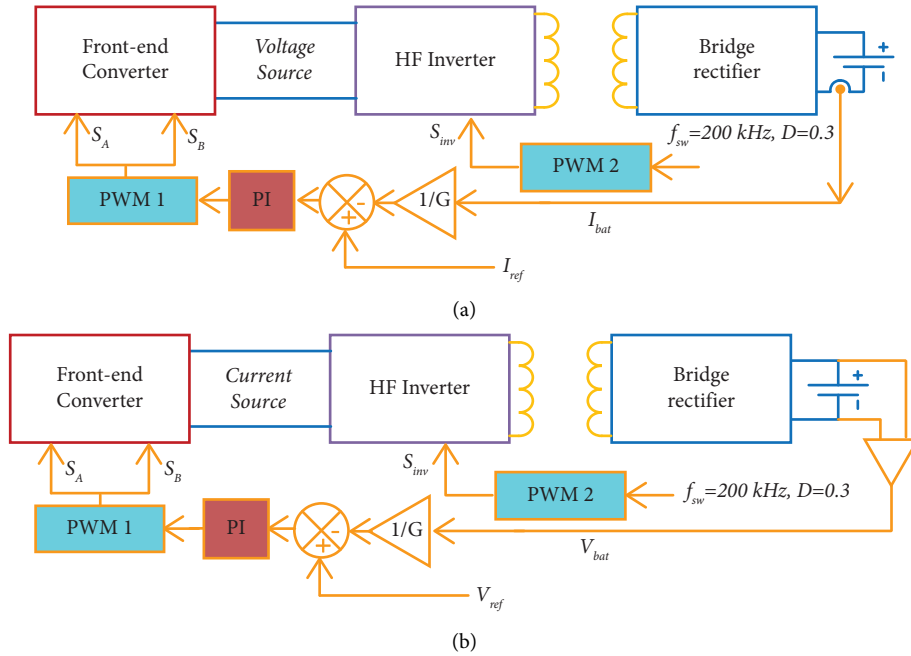 Front-end
Converter
Voltage
Source
HF Inverter
Bridge
rectifier
+
S_A
S_B
S_inv
f_sw=200 kHz, D=0.3
PWM 1
PI
-
+
1/G
PWM 2
I_bat
I_ref
(a)
Front-end
Converter
Current
Source
HF Inverter
Bridge
rectifier
+
S_A
S_B
S_inv
PWM 2
f_sw=200 kHz, D=0.3
PWM 1
PI
-
+
1/G
V_bat
V_ref
(b)